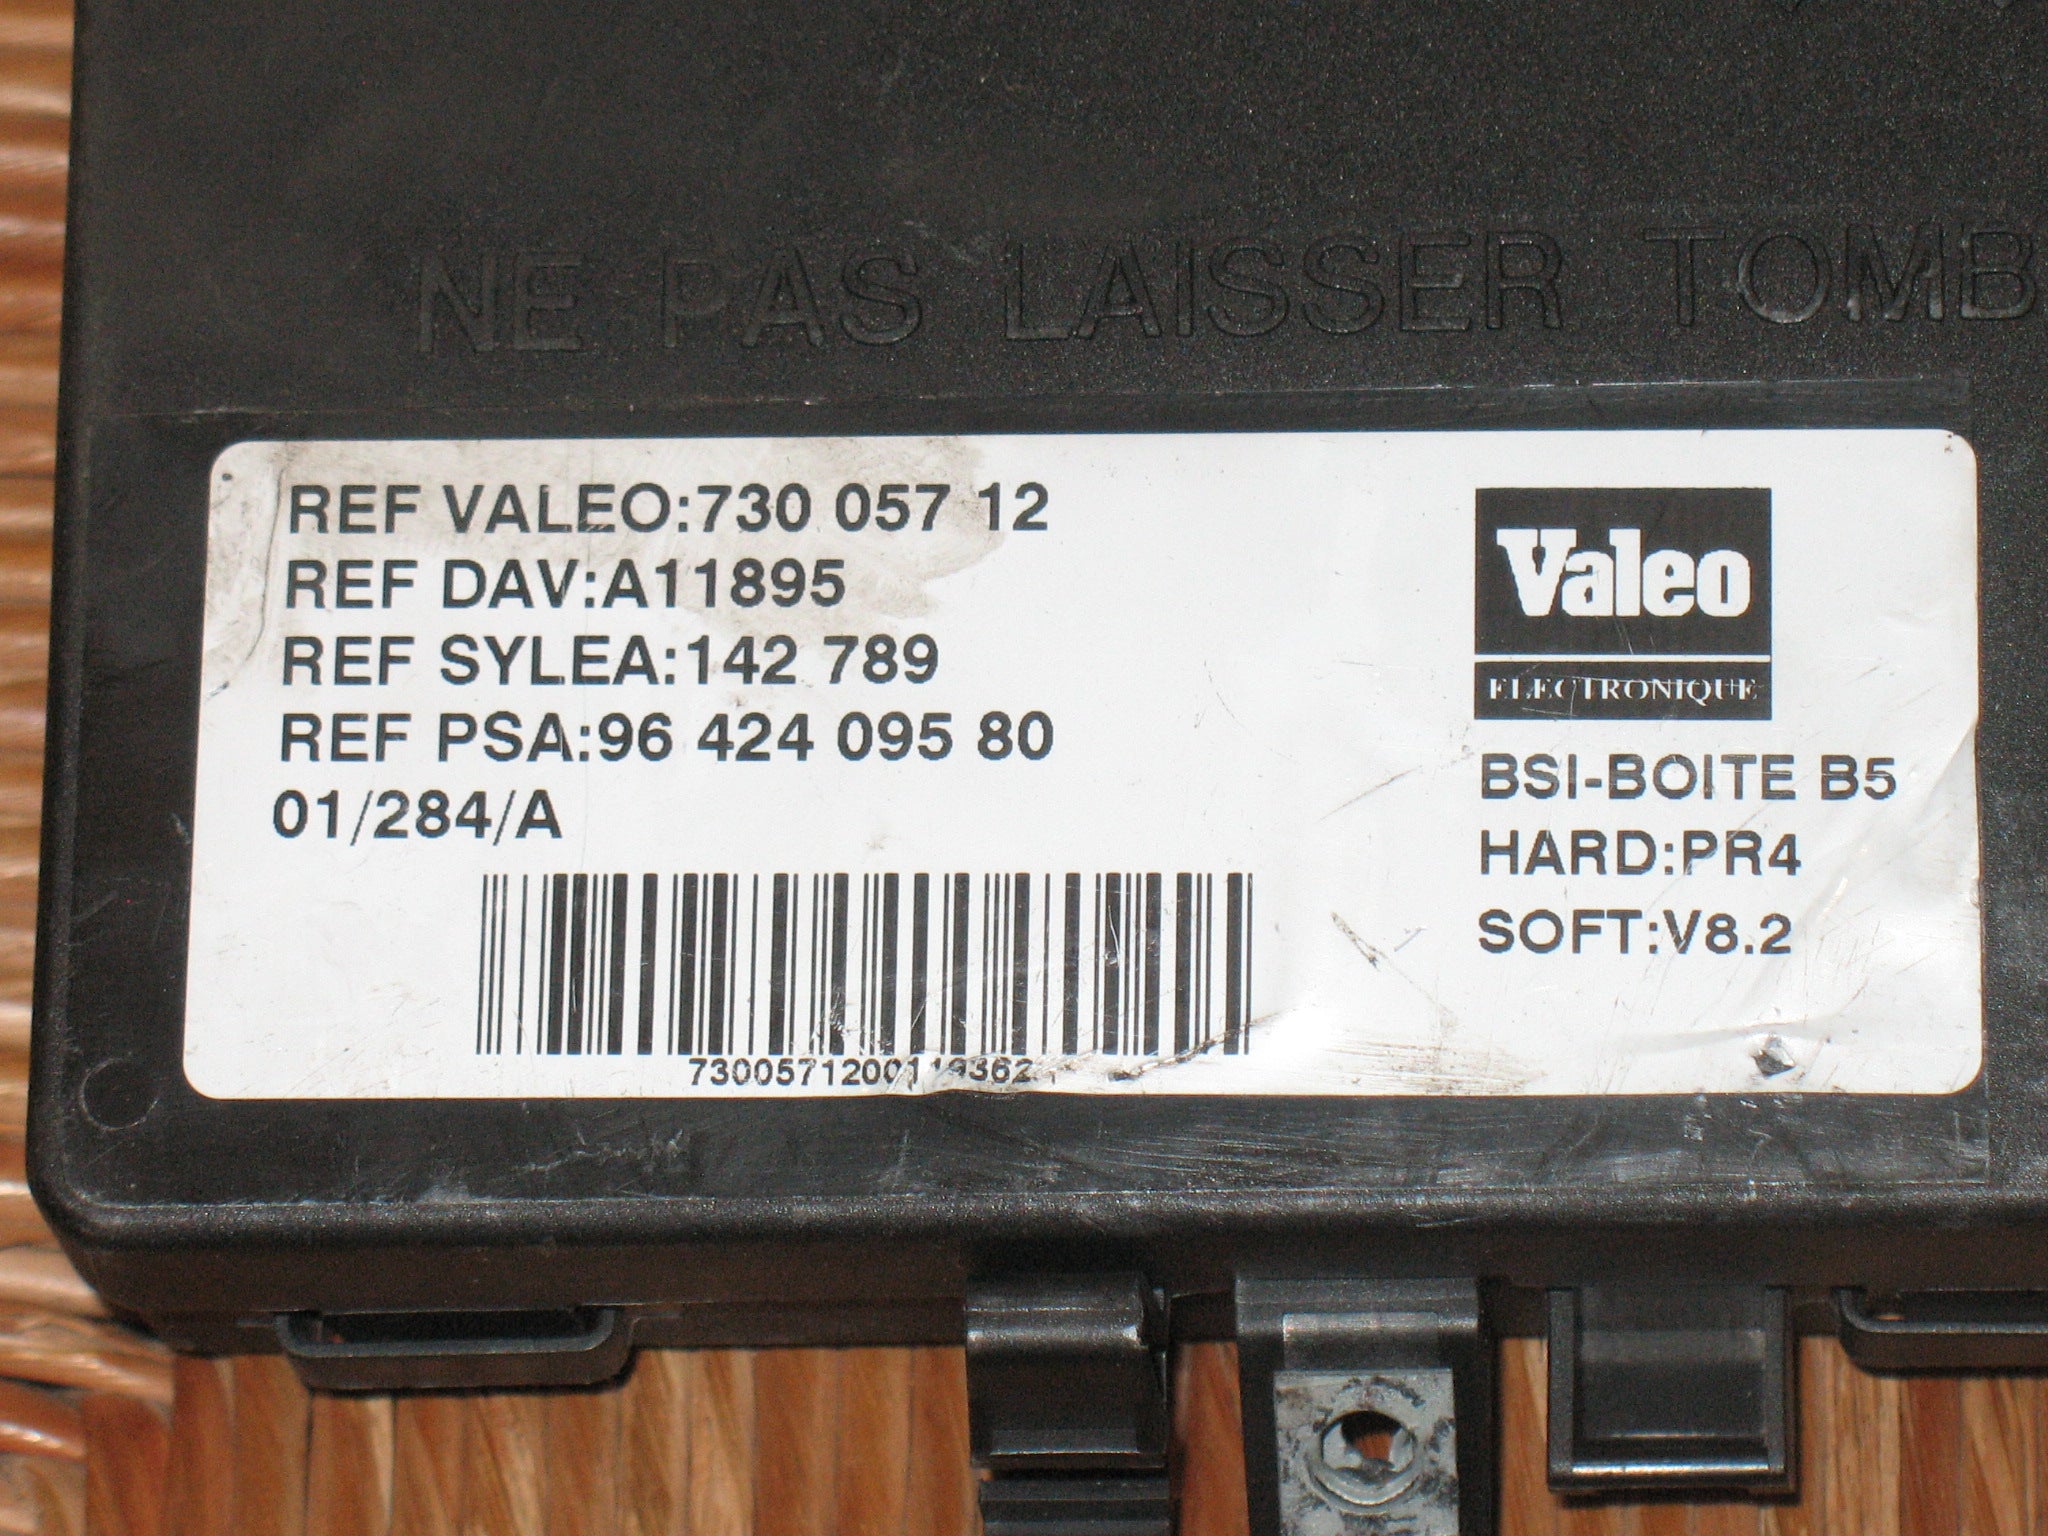 NE PAS LAISSER TOMB
REF VALEO:730 057 12
REF DAV:A11895
REF SYLEA:142 789
REF PSA:96 424 095 80
01/284/A
Valeo
ELECTRONIQUE
BSI-BOITE B5
HARD:PR4
SOFT:V8.2